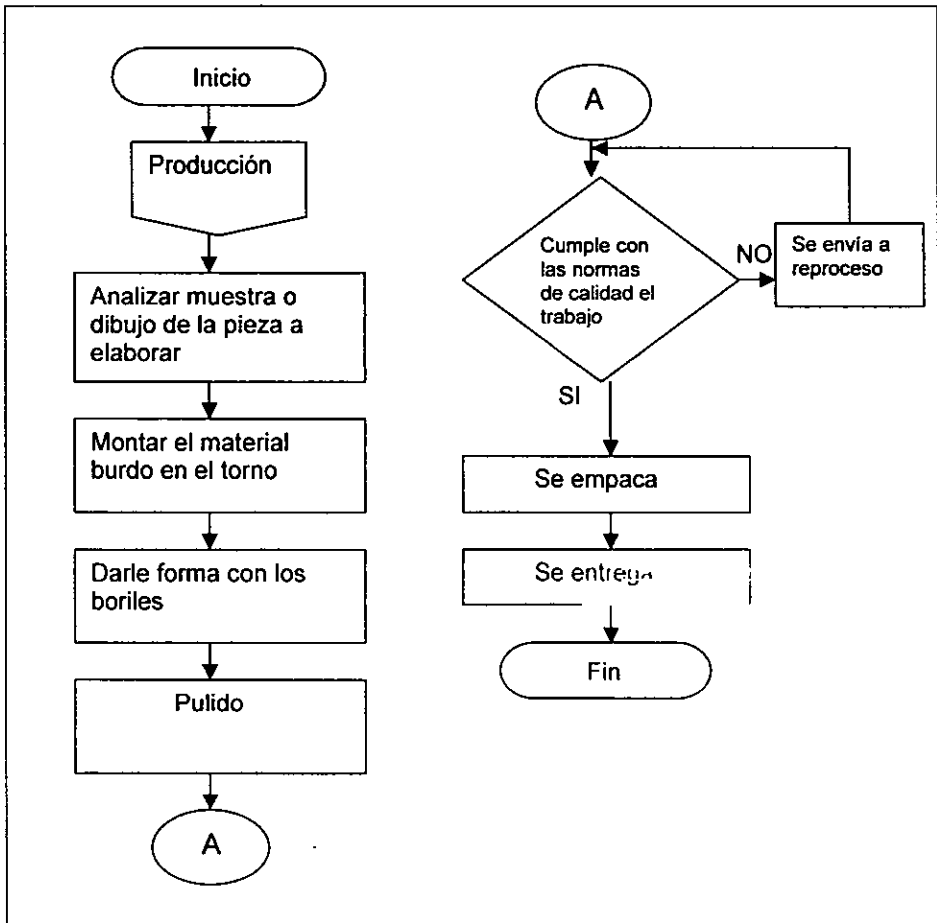 Inicio
Producción
Analizar muestra o
dibujo de la pieza a
elaborar
Montar el material
burdo en el torno
Darle forma con los
boriles
Pulido
A
A
Cumple con
las normas
de calidad el
trabajo
NO
Se envía a
reproceso
SI
Se empaca
Se entrega
Fin